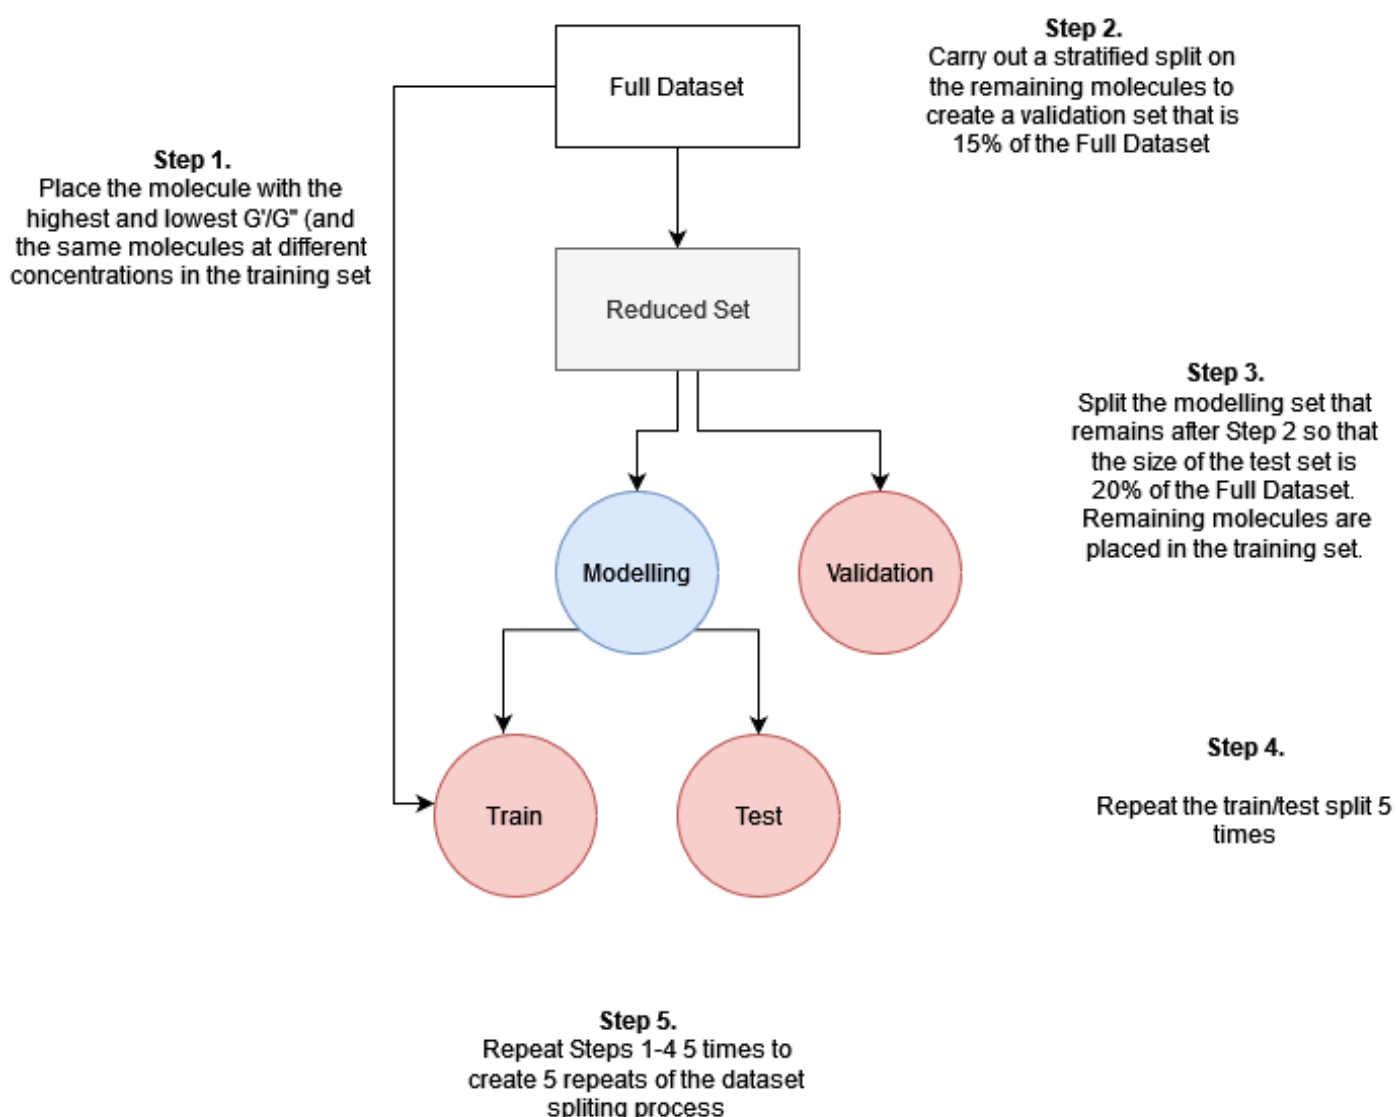 Step 2.
Carry out a stratified split on
the remaining molecules to
create a validation set that is
15% of the Full Dataset
Full Dataset
Step 1.
Place the molecule with the
highest and lowest G'/G" (and
the same molecules at different
concentrations in the training set
Reduced Set
Step 3.
Split the modelling set that
remains after Step 2 so that
the size of the test set is
20% of the Full Dataset.
Remaining molecules are
placed in the training set.
Modelling
Validation
Step 4.
Repeat the train/test split 5
times
Train
Test
Step 5.
Repeat Steps 1-4 5 times to
create 5 repeats of the dataset
spliting process